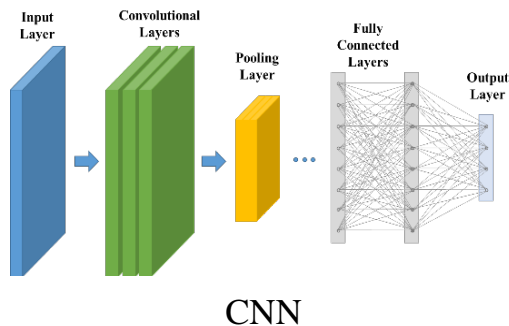 Input
Layer
Convolutional
Layers
Pooling
Layer
Fully
Connected
Layers
Output
Layer
CNN